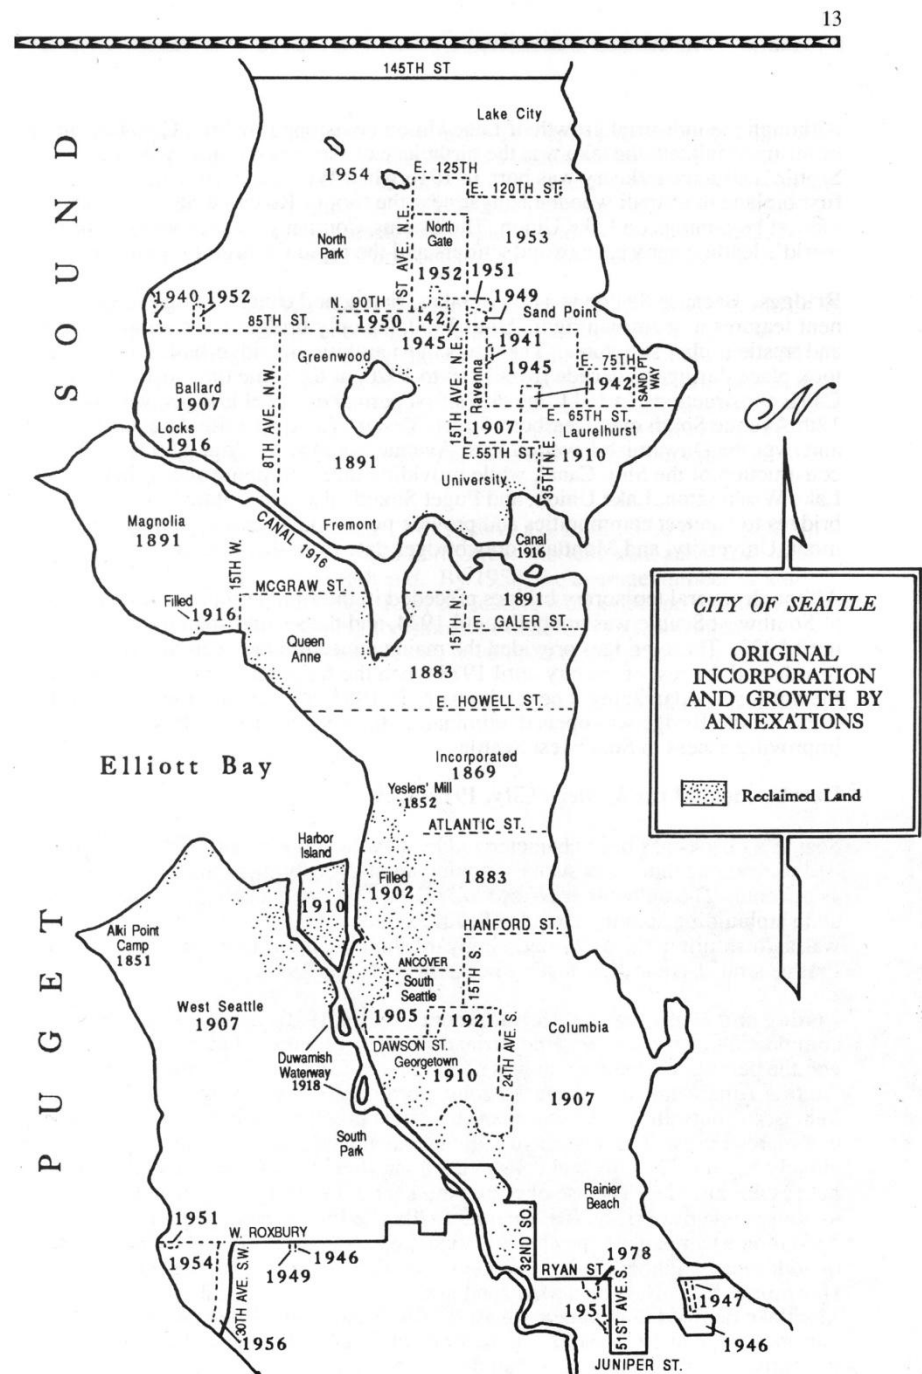 13
145TH ST
Lake City
1954
E. 125TH
E. 120TH ST.
North
Park
1ST AVE. N.E.
North
Gate
1953
1952
1951
1940
1952
N. 90TH
1949
85TH ST.
1950
42
Sand Point
1945
1941
Greenwood
1945
E. 75TH
SAND PT
WAY
Ravenna
1942
Ballard
1907
8TH AVE. N.W.
15TH AVE. N.E.
E. 65TH ST.
Locks
1916
1907
Laurelhurst
E.55TH ST.
1910
1891
University
35TH E.
Magnolia
1891
CANAL 1916
Fremont
Canal
1916
15TH W.
MCGRAW ST.
1891
Filled
1916
15TH N.
E. GALER ST.
Queen
Anne
1883
E. HOWELL ST.
CITY OF SEATTLE
ORIGINAL
INCORPORATION
AND GROWTH BY
ANNEXATIONS
Reclaimed Land
N
Elliott Bay
Incorporated
1869
Yeslers' Mill
1852
ATLANTIC ST.
Harbor
Island
1910
Filled
1902
1883
HANFORD ST.
Alki Point
Camp
1851
ANCOVER
South
Seattle
15TH S.
West Seattle
1907
1905
1921
24TH AVE. S.
Columbia
DAWSON ST.
Georgetown
1910
Duwamish
Waterway
1918
1907
South
Park
Rainier
Beach
1951
W. ROXBURY
32ND SO.
1954
30TH AVE. S.W.
1949
1946
RYAN ST.
1978
1951
51ST AVE. S.
1947
1956
1946
JUNIPER ST.
PUGET SOUND